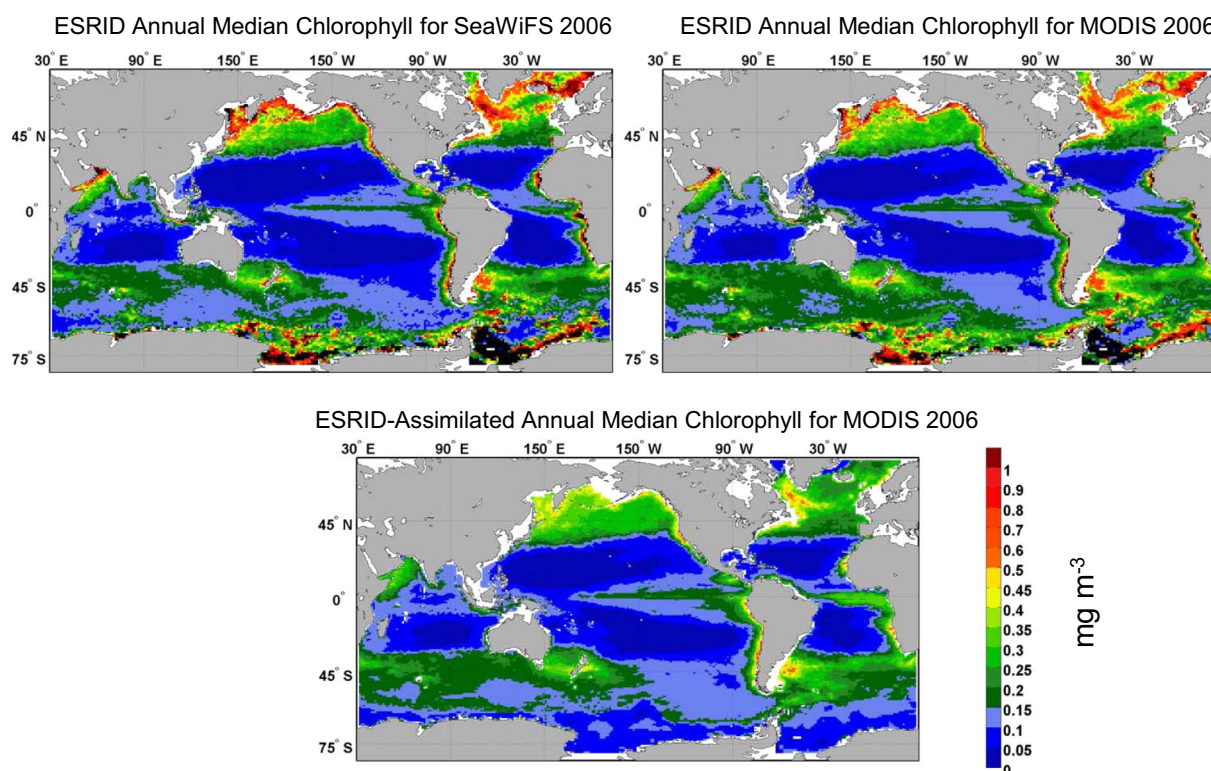 ESRID Annual Median Chlorophyll for SeaWiFS 2006
30° E 90° E 150° E 150° W 90° W 30° W
45° N
0°
45° S
75° S
ESRID Annual Median Chlorophyll for MODIS 2006
30° E 90° E 150° E 150° W 90° W 30° W
45° N
0°
45° S
75° S
ESRID-Assimilated Annual Median Chlorophyll for MODIS 2006
30° E 90° E 150° E 150° W 90° W 30° W
45° N
0°
45° S
75° S
1
0.9
0.8
0.7
0.6
0.5
0.45
0.4
0.35
0.3
0.25
0.2
0.15
0.1
0.05
0
mg m-3